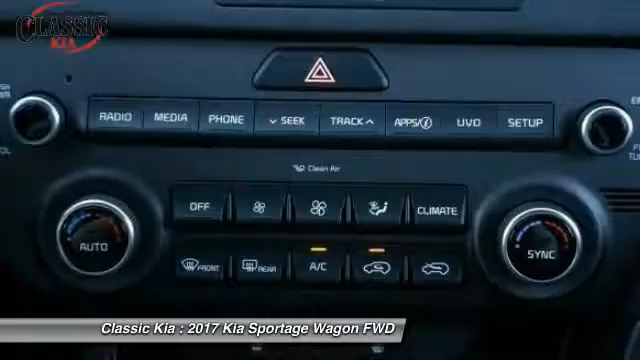 CLASSIC
KIA
RADIO MEDIA PHONE SEEK TRACK APPS/i UVO SETUP
Clean Air
OFF CLIMATE
AUTO SYNC
FRONT REAR A/C
Classic Kia : 2017 Kia Sportage Wagon FWD